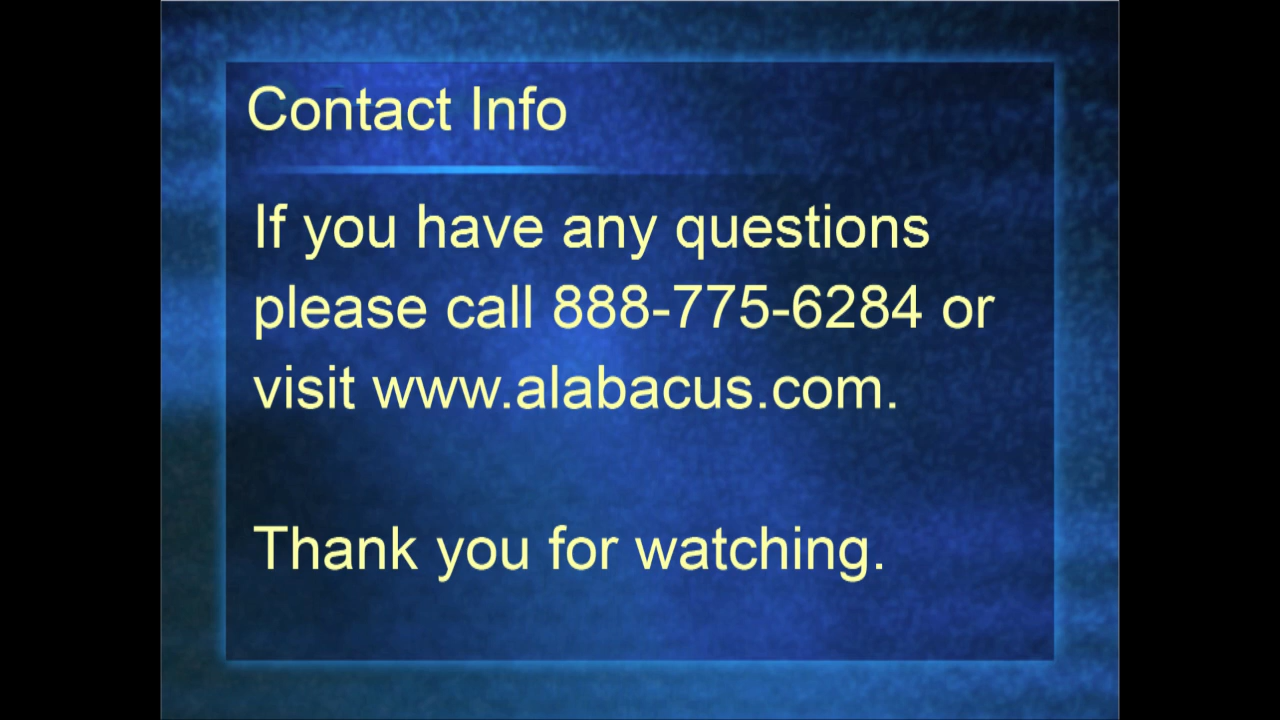 Contact Info
If you have any questions
please call 888-775-6284 or
visit www.alabacus.com.
Thank you for watching.